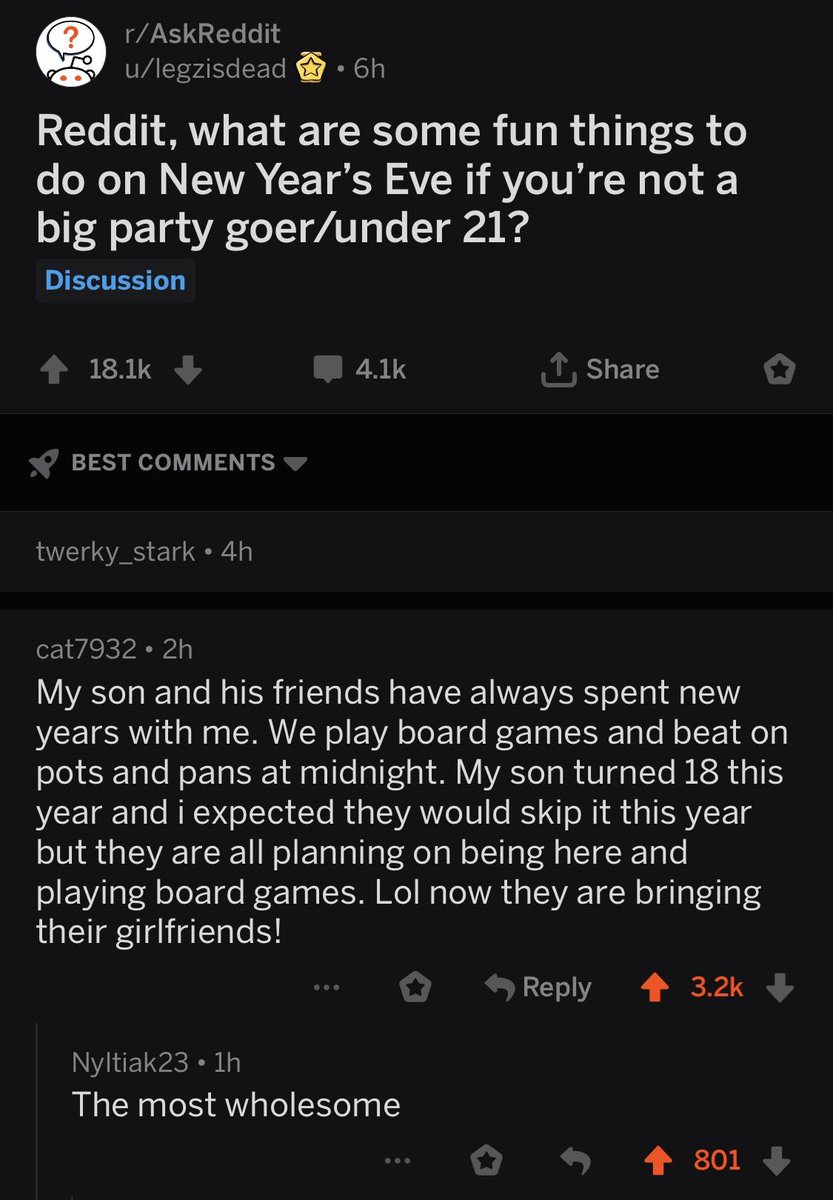 r/AskReddit
u/legzisdead • 6h
Reddit, what are some fun things to
do on New Year’s Eve if you’re not a
big party goer/under 21?
Discussion
18.1k 4.1k Share
BEST COMMENTS
twerky_stark • 4h
cat7932 • 2h
My son and his friends have always spent new
years with me. We play board games and beat on
pots and pans at midnight. My son turned 18 this
year and i expected they would skip it this year
but they are all planning on being here and
playing board games. Lol now they are bringing
their girlfriends!
... Reply 3.2k
Nyltiak23 • 1h
The most wholesome
... 801